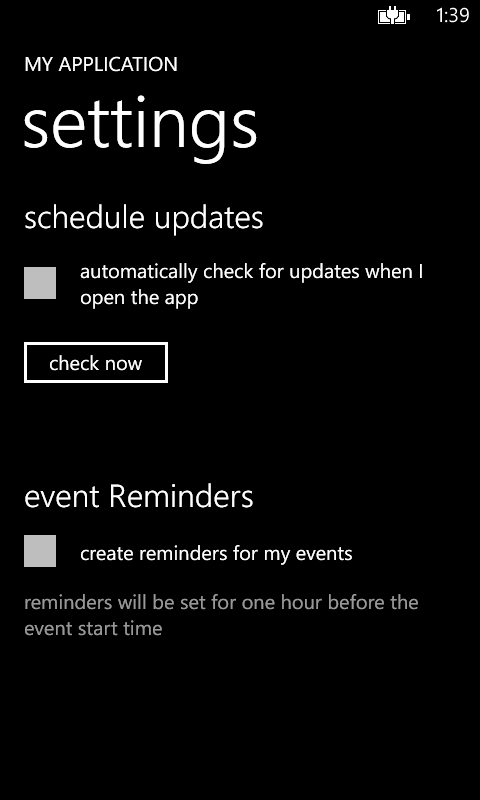 1:39
MY APPLICATION
settings
schedule updates
automatically check for updates when I
open the app
check now
event Reminders
create reminders for my events
reminders will be set for one hour before the
event start time